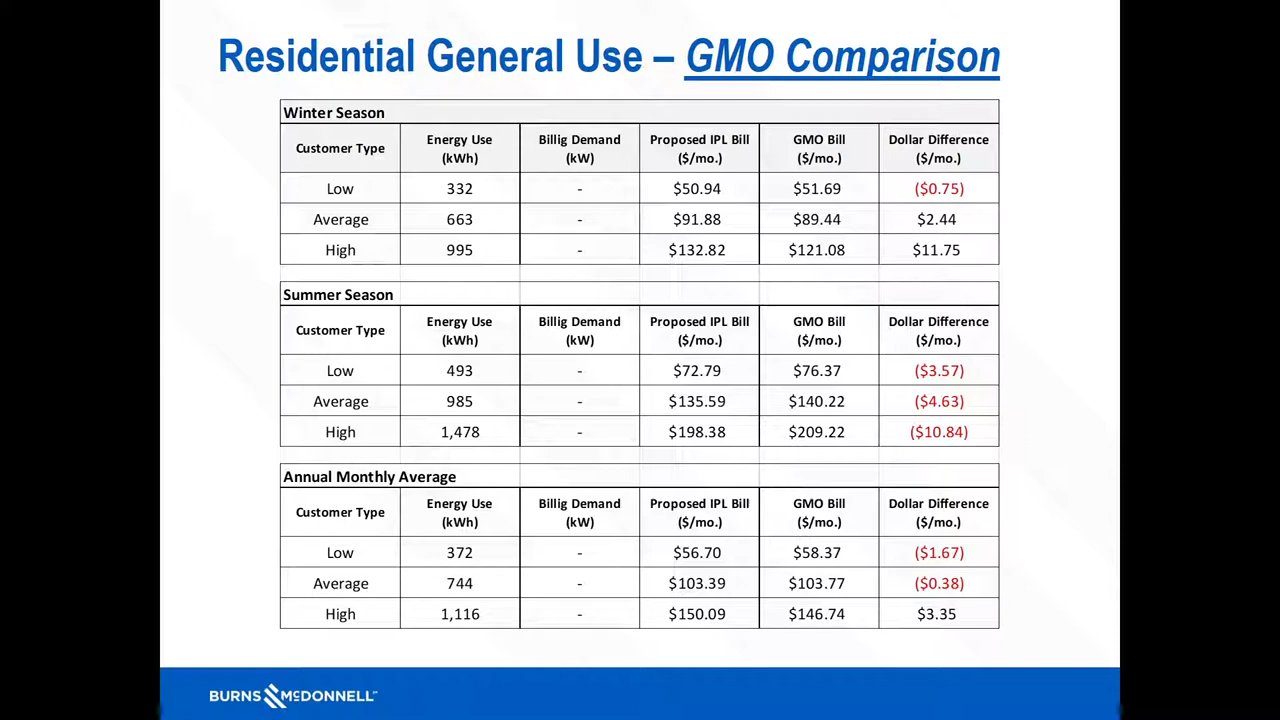 Residential General Use – GMO Comparison
Winter Season
Customer Type Energy Use (kWh) Billig Demand (kW) Proposed IPL Bill ($/mo.) GMO Bill ($/mo.) Dollar Difference ($/mo.)
Low 332 - $50.94 $51.69 ($0.75)
Average 663 - $91.88 $89.44 $2.44
High 995 - $132.82 $121.08 $11.75
Summer Season
Customer Type Energy Use (kWh) Billig Demand (kW) Proposed IPL Bill ($/mo.) GMO Bill ($/mo.) Dollar Difference ($/mo.)
Low 493 - $72.79 $76.37 ($3.57)
Average 985 - $135.59 $140.22 ($4.63)
High 1,478 - $198.38 $209.22 ($10.84)
Annual Monthly Average
Customer Type Energy Use (kWh) Billig Demand (kW) Proposed IPL Bill ($/mo.) GMO Bill ($/mo.) Dollar Difference ($/mo.)
Low 372 - $56.70 $58.37 ($1.67)
Average 744 - $103.39 $103.77 ($0.38)
High 1,116 - $150.09 $146.74 $3.35
BURNS McDONNELL